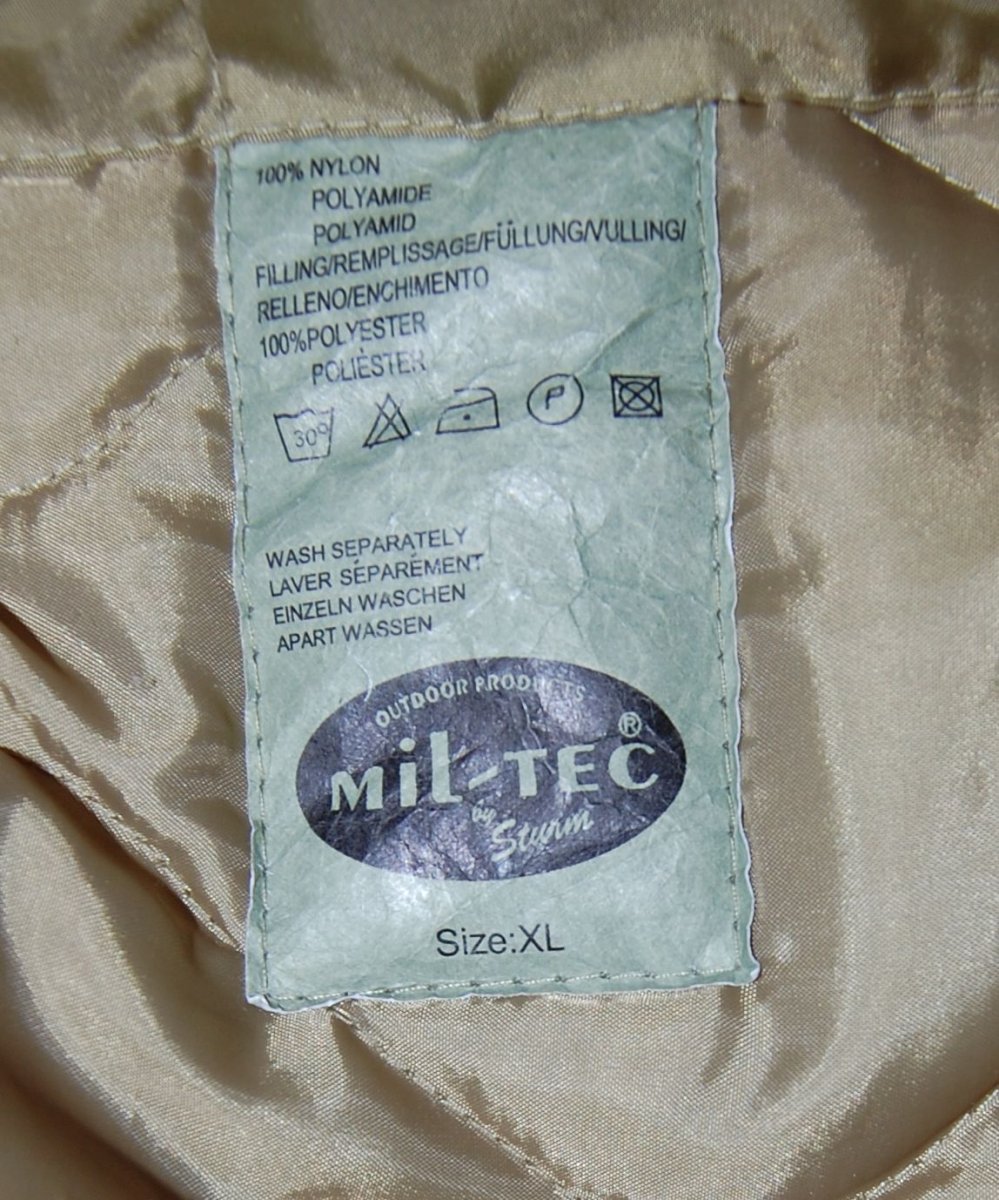 100% NYLON
POLYAMIDE
POLYAMID
FILLING/REMPLISSAGE/FÜLLUNG/VULLING/
RELLENO/ENCHIMENTO
100%POLYESTER
POLIÈSTER
30°
P
WASH SEPARATELY
LAVER SÉPARÉMENT
EINZELN WASCHEN
APART WASSEN
OUTDOOR PRODUCTS
MiL-TEC®
by Sturm
Size:XL